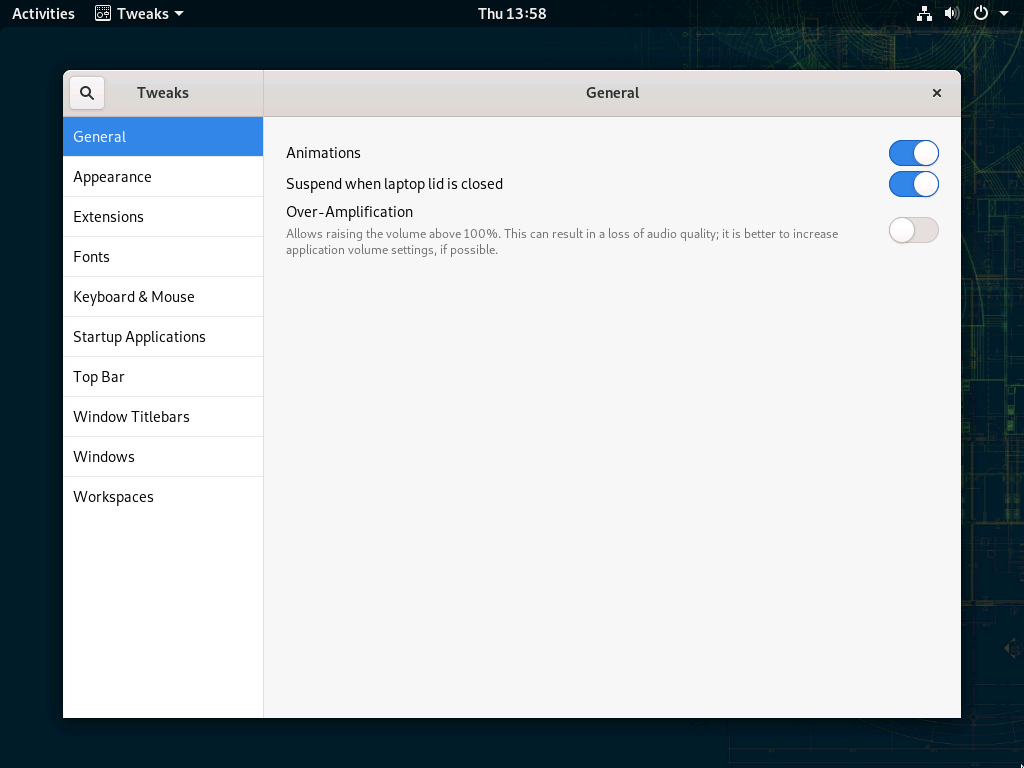 Activities Tweaks Thu 13:58
Tweaks General
General
Appearance
Extensions
Fonts
Keyboard & Mouse
Startup Applications
Top Bar
Window Titlebars
Windows
Workspaces
Animations
Suspend when laptop lid is closed
Over-Amplification
Allows raising the volume above 100%. This can result in a loss of audio quality; it is better to increase
application volume settings, if possible.